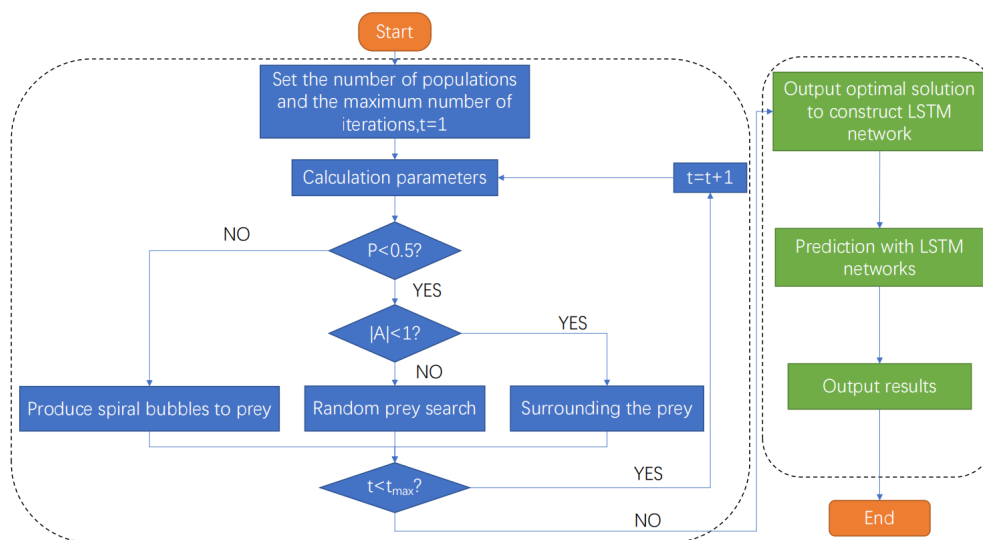 Start
Set the number of populations
and the maximum number of
iterations,t=1
Calculation parameters
t=t+1
P<0.5?
NO
YES
|A|<1?
YES
NO
Produce spiral bubbles to prey
Random prey search
Surrounding the prey
t<tmax?
YES
NO
Output optimal solution
to construct LSTM
network
Prediction with LSTM
networks
Output results
End